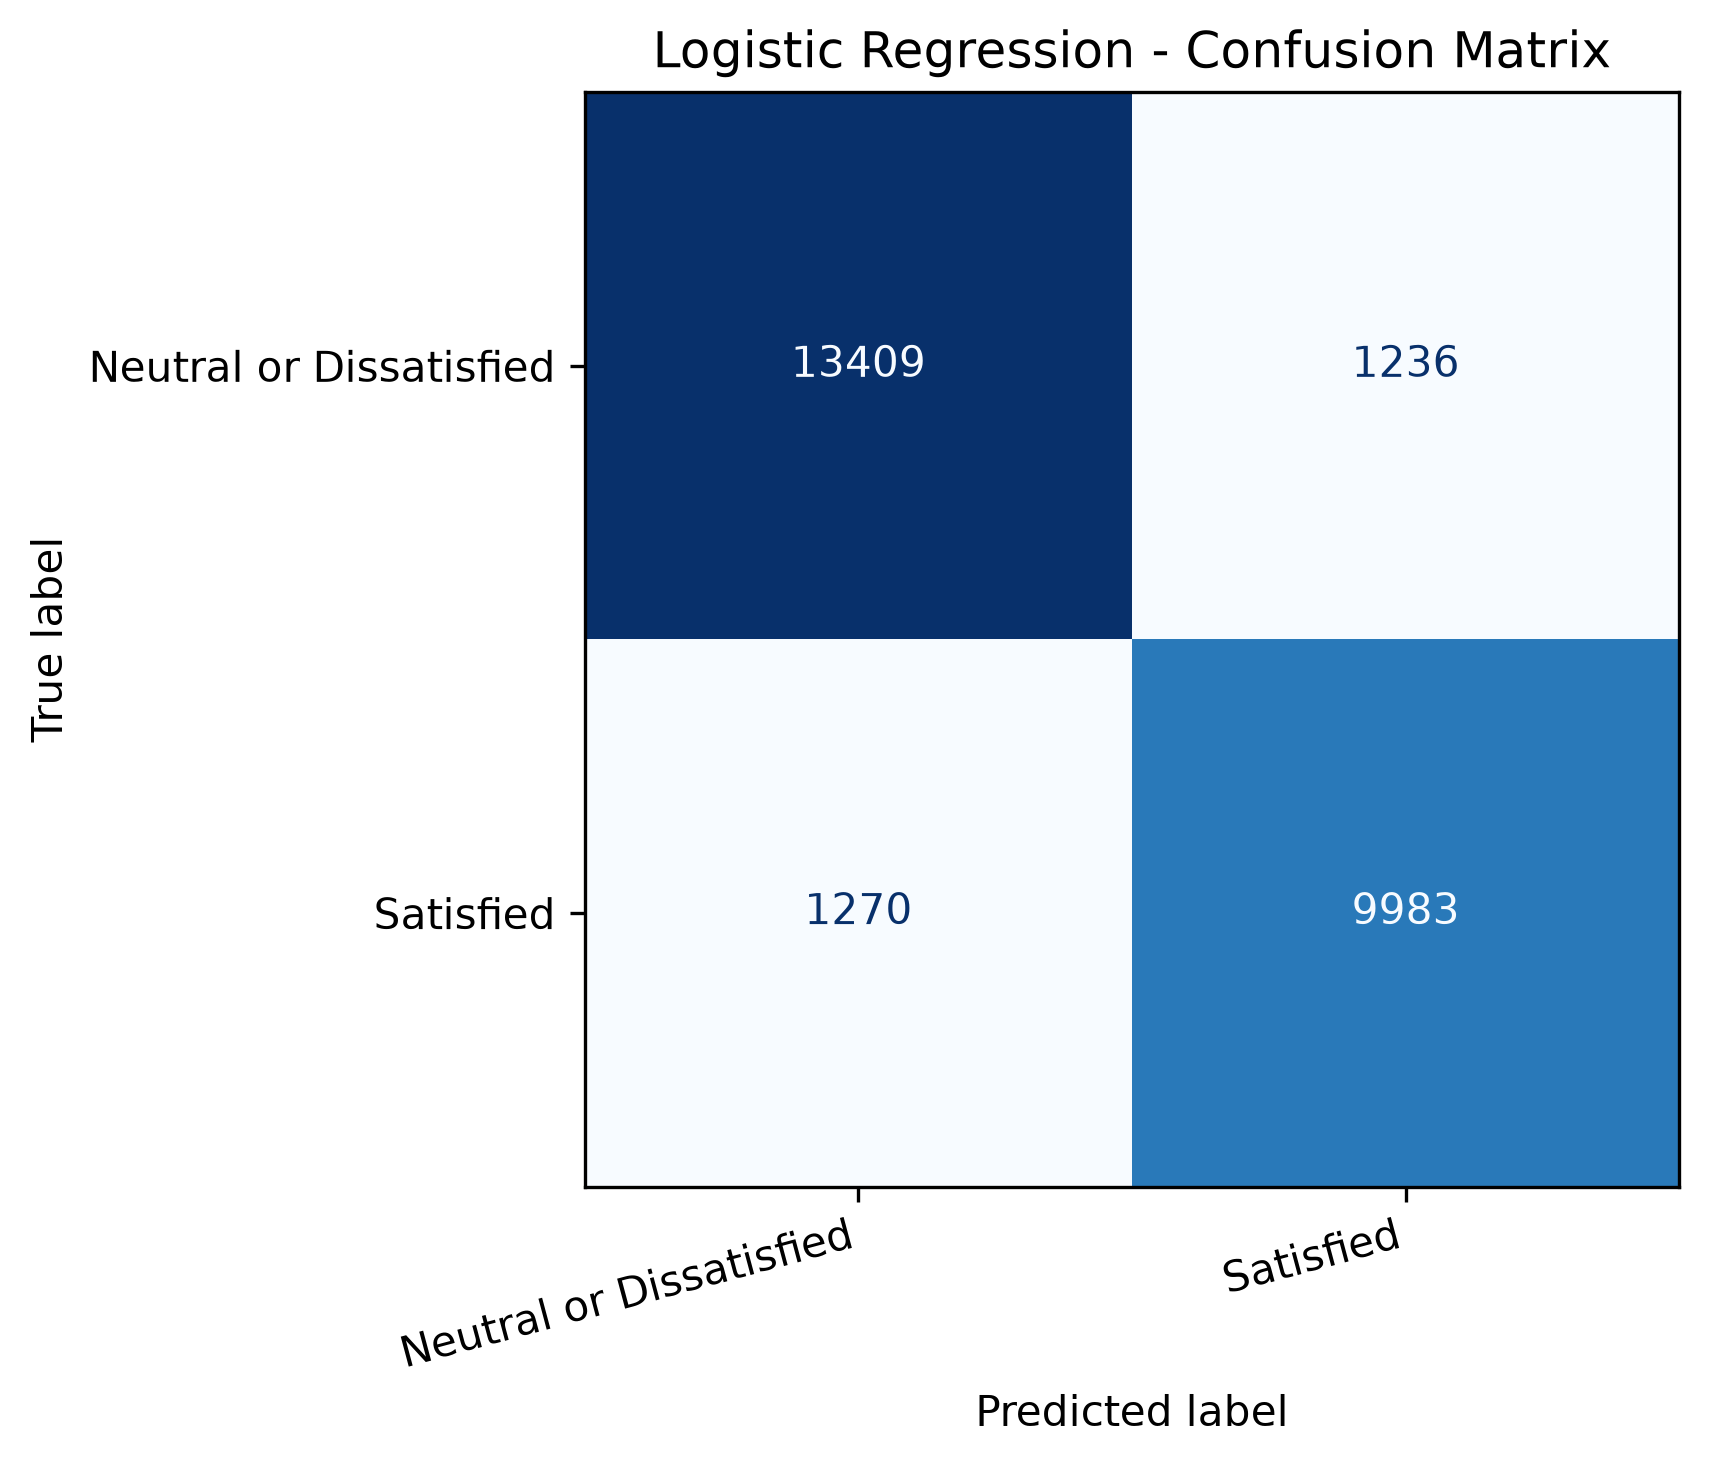 Logistic Regression - Confusion Matrix
Neutral or Dissatisfied
13409
1236
True label
Satisfied
1270
9983
Neutral or Dissatisfied
Satisfied
Predicted label